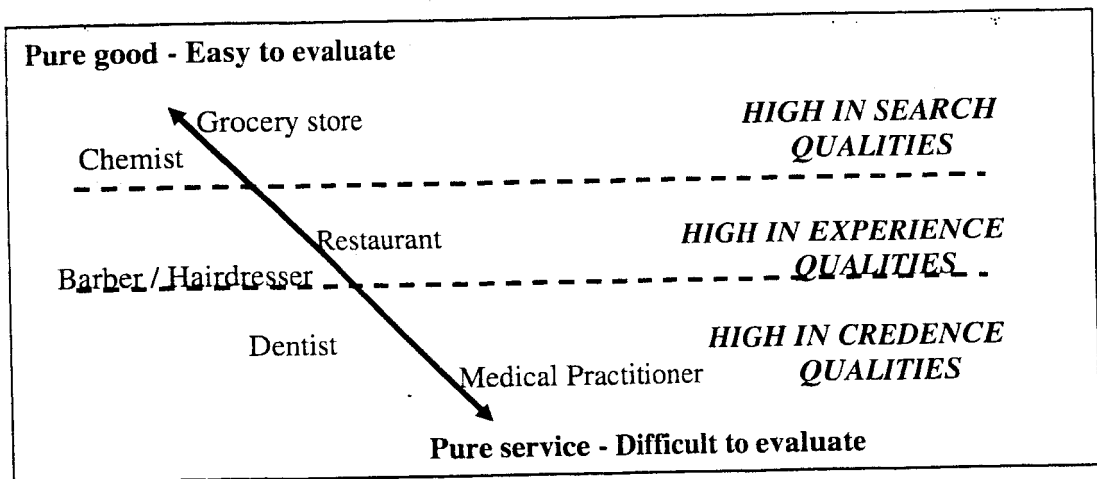 Pure good - Easy to evaluate
Grocery store
HIGH IN SEARCH
QUALITIES
Chemist
Restaurant
HIGH IN EXPERIENCE
QUALITIES
Barber / Hairdresser
Dentist
HIGH IN CREDENCE
QUALITIES
Medical Practitioner
Pure service - Difficult to evaluate